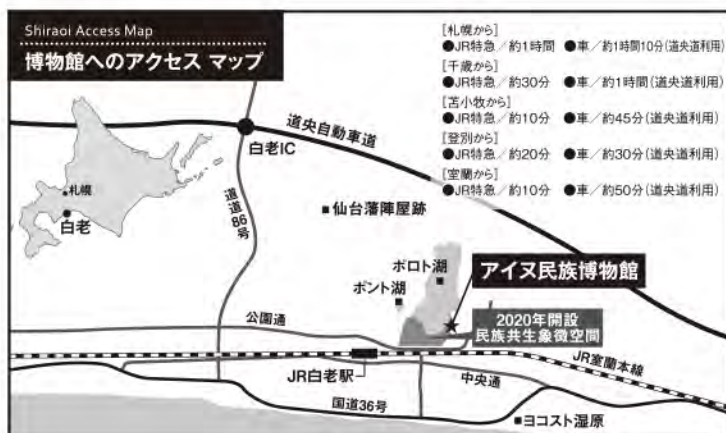 Shiraoi Access Map
博物館へのアクセス マップ
[札幌から]
●JR特急／約1時間 ●車／約1時間10分(道央道利用)
[千歳から]
●JR特急／約30分 ●車／約1時間(道央道利用)
[苫小牧から]
●JR特急／約10分 ●車／約45分(道央道利用)
[登別から]
●JR特急／約20分 ●車／約30分(道央道利用)
[室蘭から]
●JR特急／約10分 ●車／約50分(道央道利用)
道央自動車道
白老IC
札幌
白老
道道86号
仙台藩陣屋跡
ポロト湖
ポント湖
アイヌ民族博物館
公園通
2020年開設
民族共生象徴空間
JR室蘭本線
JR白老駅
中央通
国道36号
ヨコスト湿原